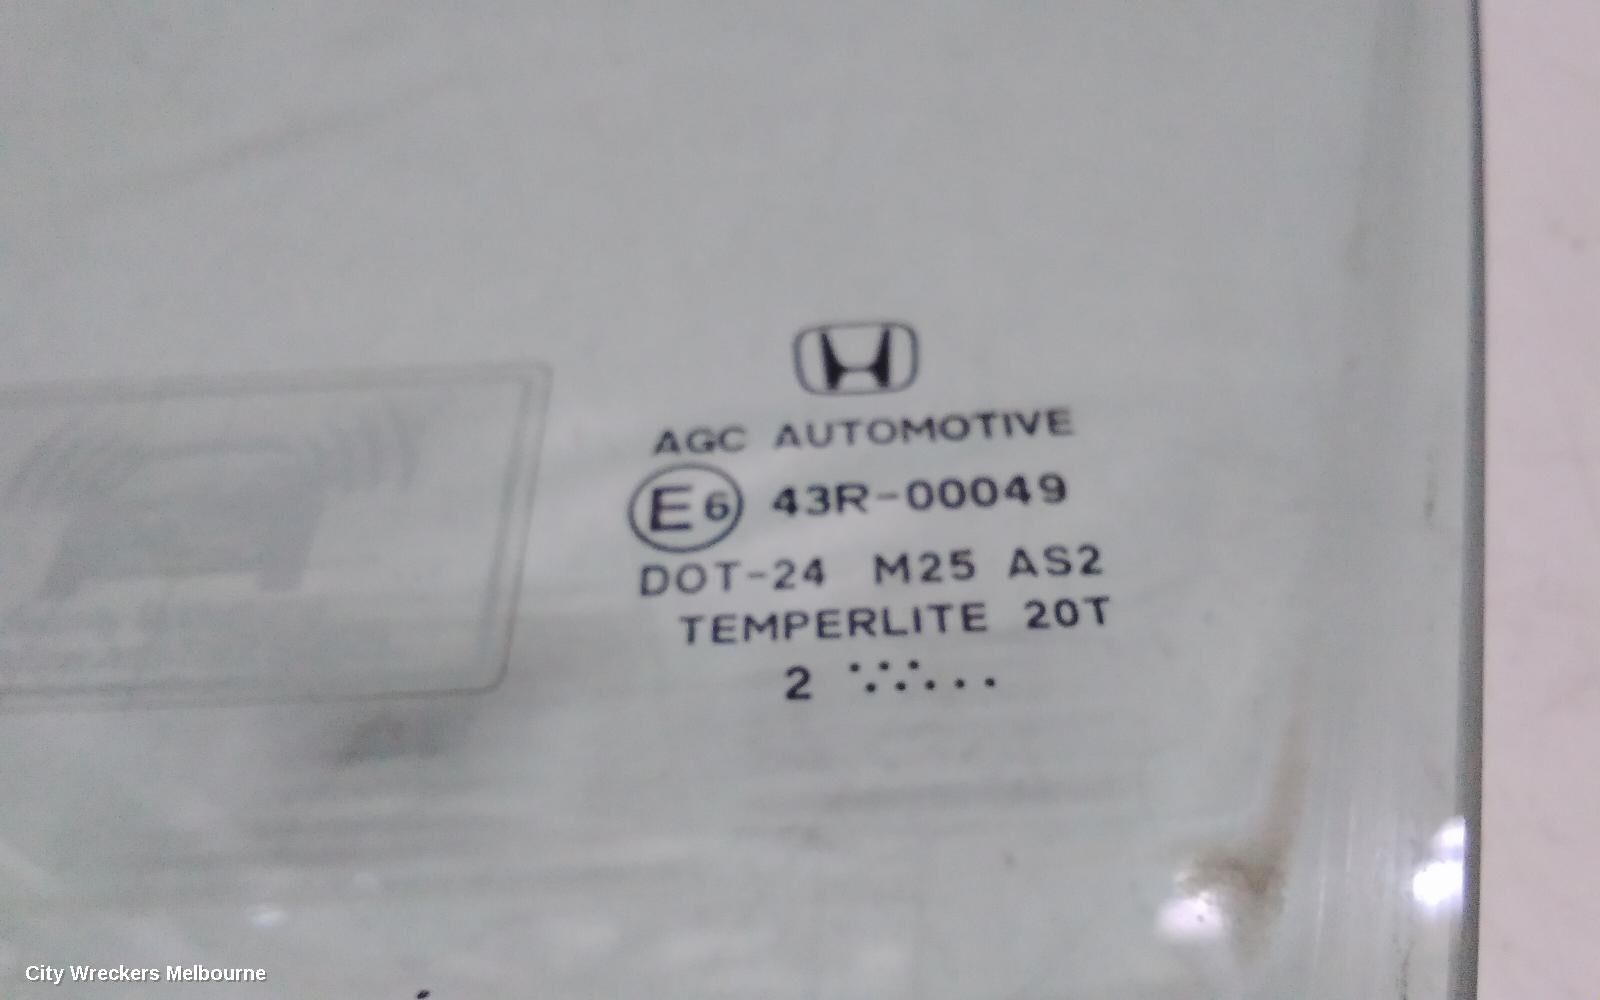 AGC AUTOMOTIVE
E6 43R-00049
DOT-24 M25 AS2
TEMPERLITE 20T
2
City Wreckers Melbourne